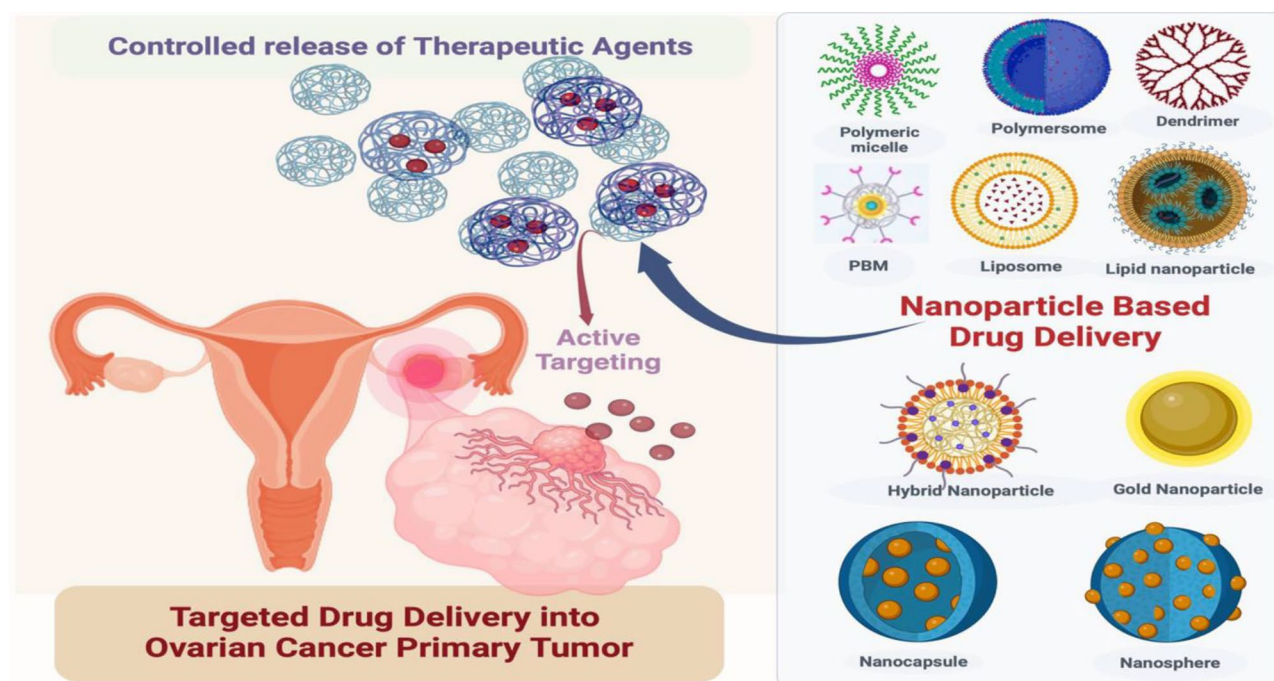 Controlled release of Therapeutic Agents
Active
Targeting
Targeted Drug Delivery into
Ovarian Cancer Primary Tumor
Polymeric
micelle
Polymersome
Dendrimer
PBM
Liposome
Lipid nanoparticle
Nanoparticle Based
Drug Delivery
Hybrid Nanoparticle
Gold Nanoparticle
Nanocapsule
Nanosphere